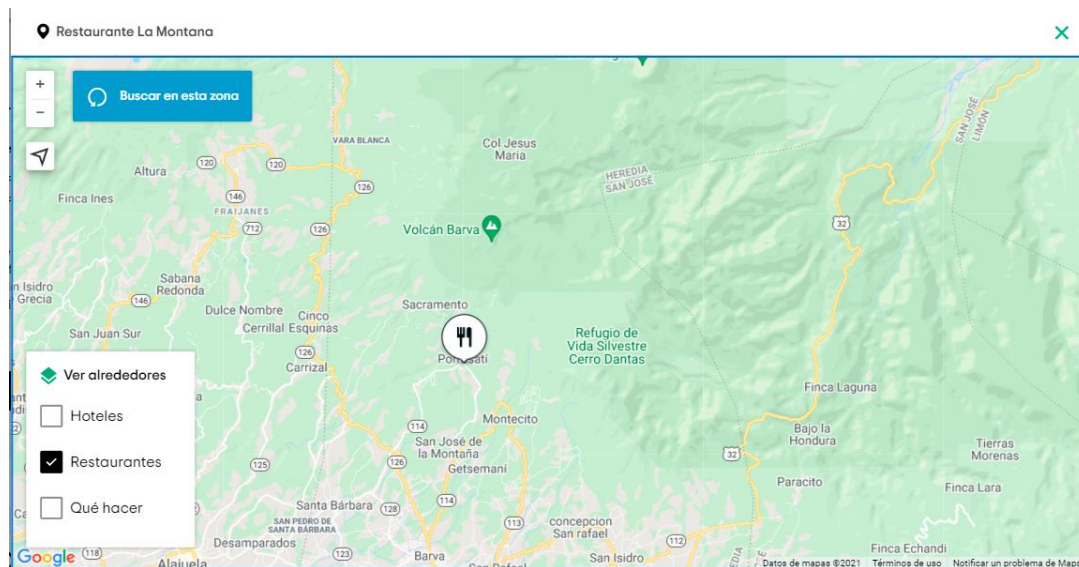 Restaurante La Montana
+
Buscar en esta zona
−
VARA BLANCA
Col Jesus
Maria
SAN JOSÉ
LIMÓN
120
120
Altura
126
HEREDIA
SAN JOSÉ
Finca Ines
146
FRAIJANES
712
126
Volcán Barva
32
Sabana
Redonda
n Isidro
Grecia
146
Dulce Nombre
Cinco
Esquinas
Cerrillal
Sacramento
San Juan Sur
126
Refugio de
Vida Silvestre
Cerro Dantas
Carrizal
Ver alrededores
Hoteles
Finca Laguna
Montecito
114
Bajo la
Hondura
San José de
la Montaña
Tierras
Morenas
Restaurantes
125
126
Getsemaní
32
Paracito
Finca Lara
Qué hacer
Santa Bárbara
128
114
SAN PEDRO DE
SANTA BÁRBARA
113
concepcion
San rafael
Desamparados
112
Finca Echandi
Google
118
Alajuela
123
Barva
San Isidro
HEREDIA
Datos de mapas ©2021
Términos de uso
Notificar un problema de Maps